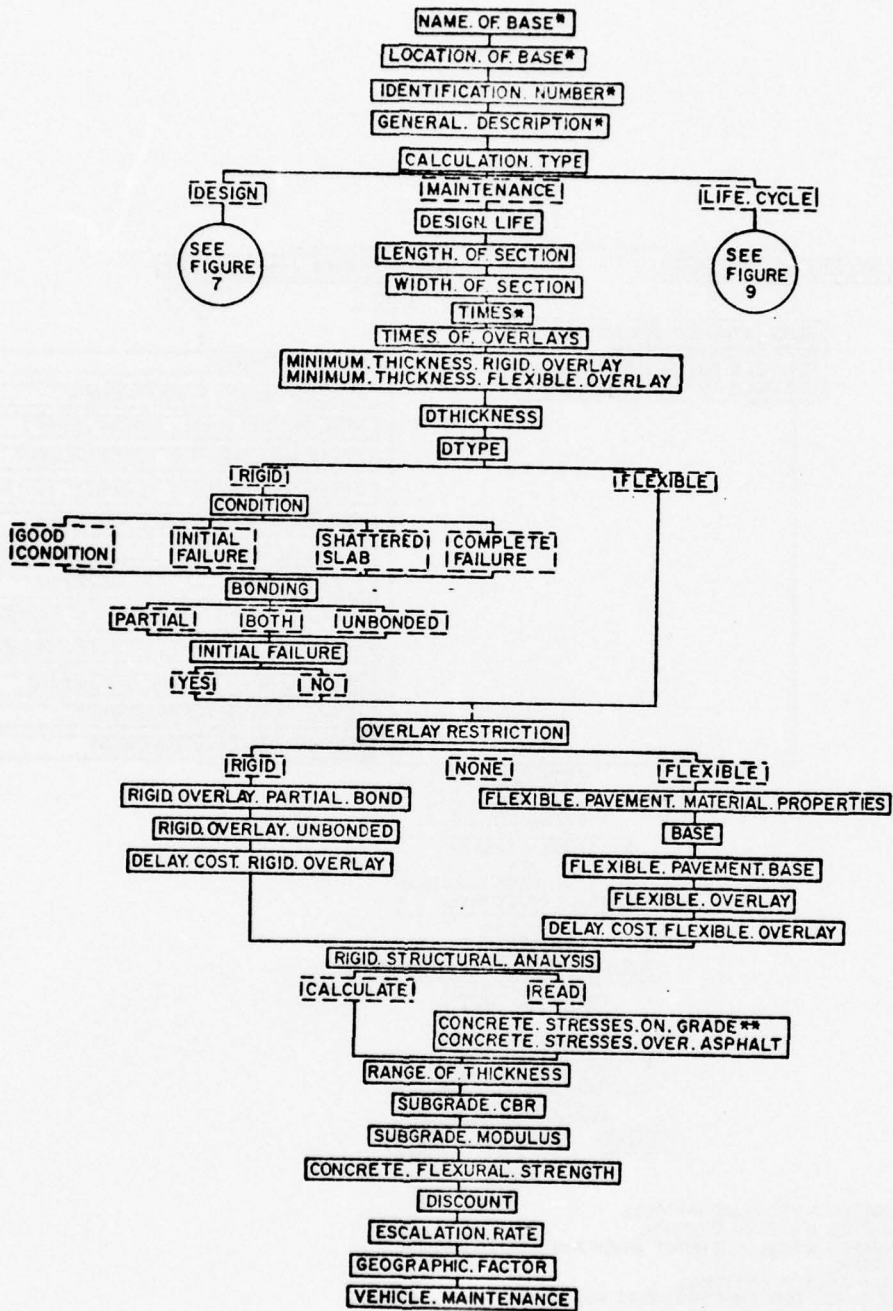 NAME. OF. BASE*
LOCATION. OF. BASE*
IDENTIFICATION. NUMBER*
GENERAL. DESCRIPTION*
CALCULATION. TYPE
DESIGN
MAINTENANCE
LIFE. CYCLE
SEE
FIGURE
7
SEE
FIGURE
9
DESIGN. LIFE
LENGTH. OF. SECTION
WIDTH. OF. SECTION
TIMES*
TIMES. OF. OVERLAYS
MINIMUM. THICKNESS. RIGID. OVERLAY
MINIMUM. THICKNESS. FLEXIBLE. OVERLAY
DTHICKNESS
DTYPE
RIGID
FLEXIBLE
CONDITION
GOOD
CONDITION
INITIAL
FAILURE
SHATTERED
SLAB
COMPLETE
FAILURE
BONDING
PARTIAL
BOTH
UNBONDED
INITIAL FAILURE
YES
NO
OVERLAY RESTRICTION
RIGID
NONE
FLEXIBLE
RIGID. OVERLAY. PARTIAL. BOND
RIGID. OVERLAY. UNBONDED
DELAY. COST. RIGID. OVERLAY
FLEXIBLE. PAVEMENT. MATERIAL. PROPERTIES
BASE
FLEXIBLE. PAVEMENT. BASE
FLEXIBLE. OVERLAY
DELAY. COST. FLEXIBLE. OVERLAY
RIGID. STRUCTURAL. ANALYSIS
CALCULATE
READ
CONCRETE. STRESSES. ON. GRADE**
CONCRETE. STRESSES. OVER. ASPHALT
RANGE. OF. THICKNESS
SUBGRADE. CBR
SUBGRADE. MODULUS
CONCRETE. FLEXURAL. STRENGTH
DISCOUNT
ESCALATION. RATE
GEOGRAPHIC. FACTOR
VEHICLE. MAINTENANCE